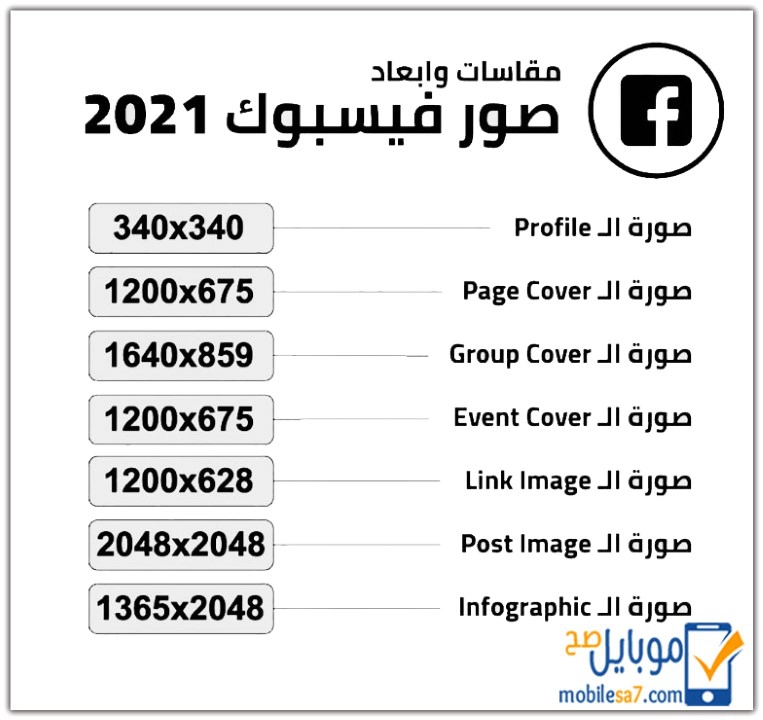 مقاسات وابعاد
صور فيسبوك 2021
صورة الـ Profile 340x340
صورة الـ Page Cover 1200x675
صورة الـ Group Cover 1640x859
صورة الـ Event Cover 1200x675
صورة الـ Link Image 1200x628
صورة الـ Post Image 2048x2048
صورة الـ Infographic 1365x2048
موبايل صح
mobilesa7.com